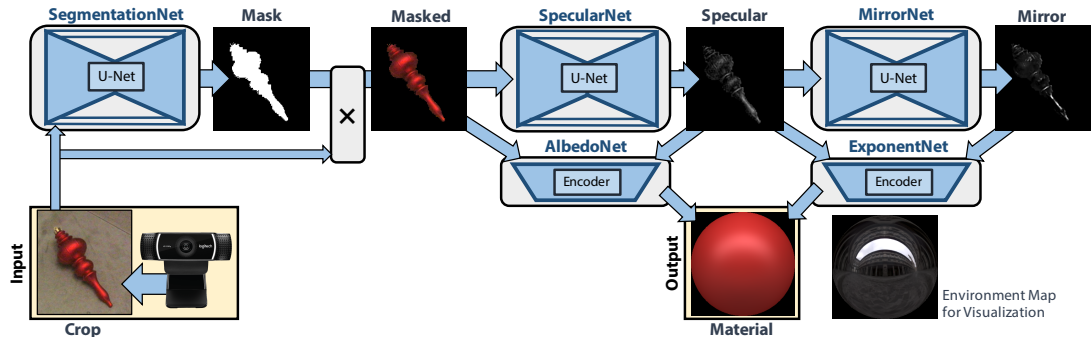 SegmentationNet
Mask
Masked
SpecularNet
Specular
MirrorNet
Mirror
U-Net
U-Net
U-Net
×
AlbedoNet
ExponentNet
Encoder
Encoder
Input
logitech
Crop
Output
Material
Environment Map
for Visualization